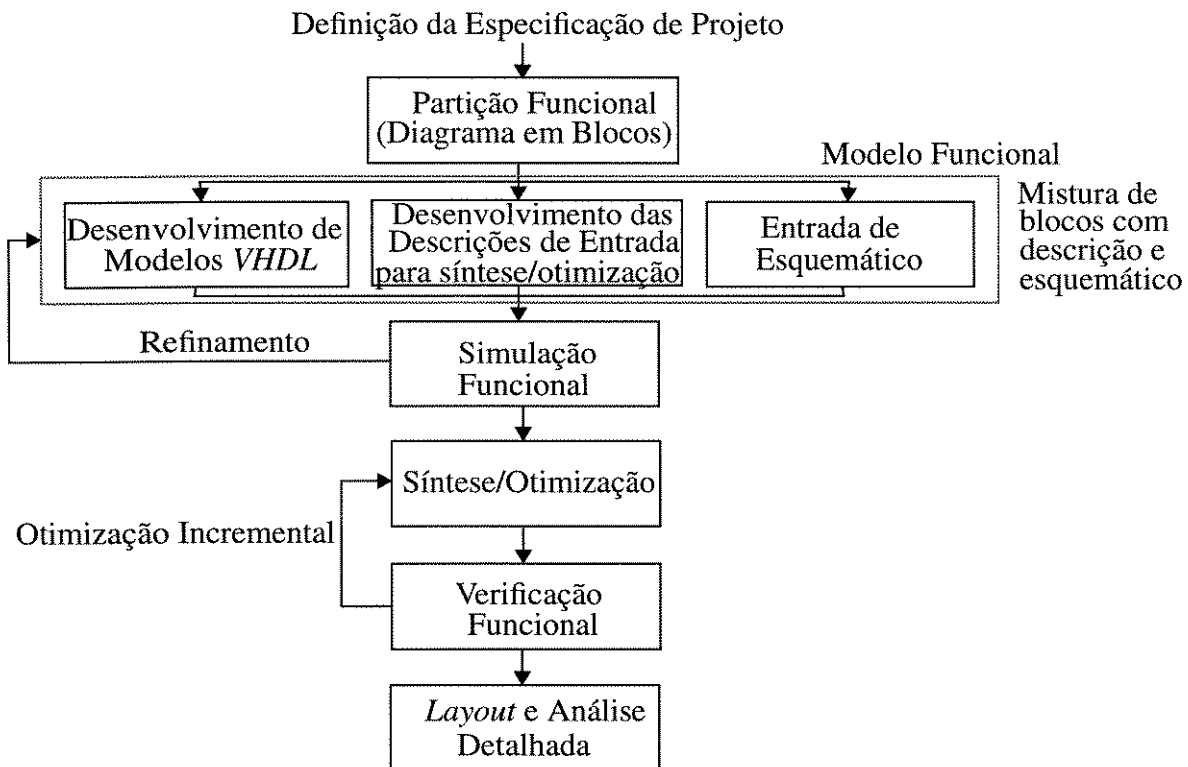 Definição da Especificação de Projeto
Partição Funcional
(Diagrama em Blocos)
Modelo Funcional
Desenvolvimento de
Modelos VHDL
Desenvolvimento das
Descrições de Entrada
para síntese/otimização
Entrada de
Esquemático
Mistura de
blocos com
descrição e
esquemático
Refinamento
Simulação
Funcional
Síntese/Otimização
Otimização Incremental
Verificação
Funcional
Layout e Análise
Detalhada